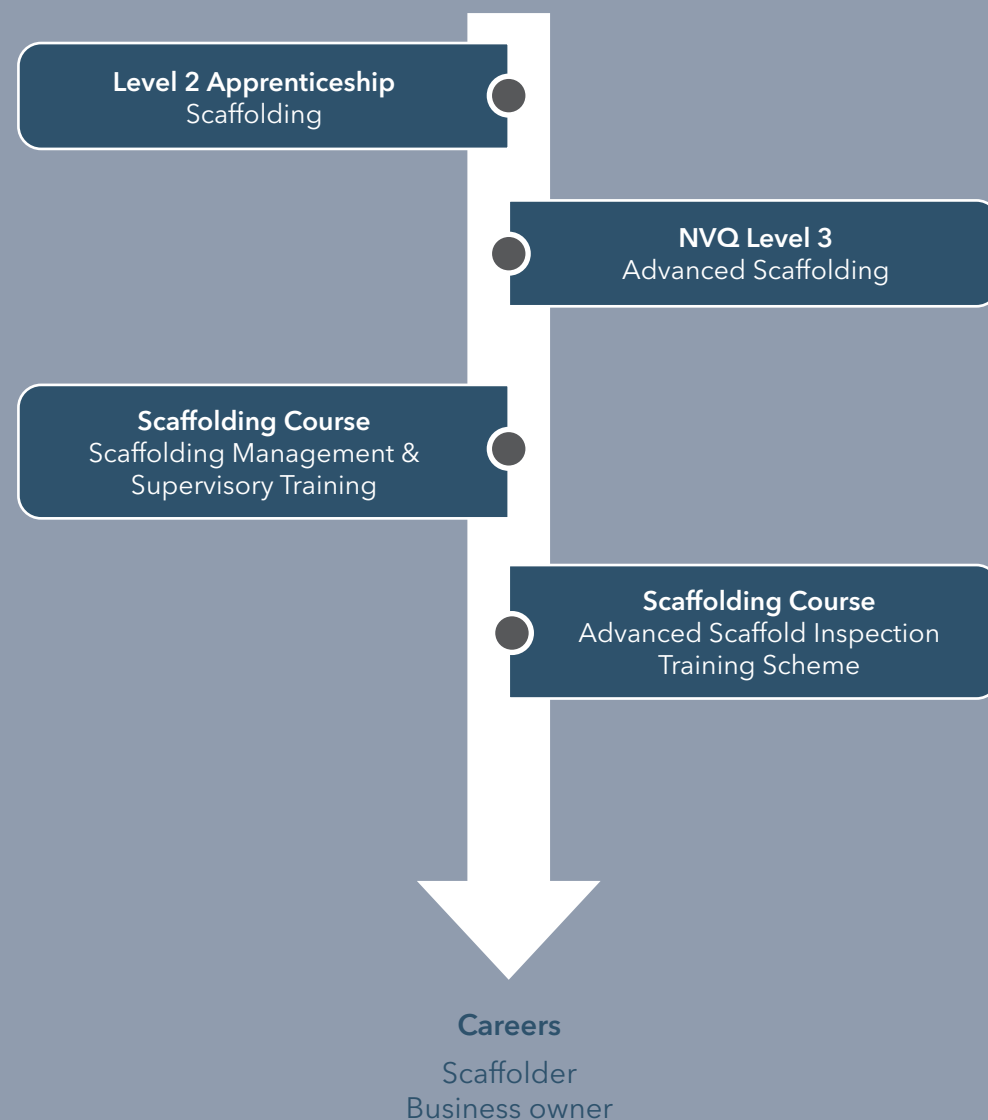 Level 2 Apprenticeship
Scaffolding
NVQ Level 3
Advanced Scaffolding
Scaffolding Course
Scaffolding Management &
Supervisory Training
Scaffolding Course
Advanced Scaffold Inspection
Training Scheme
Careers
Scaffolder
Business owner